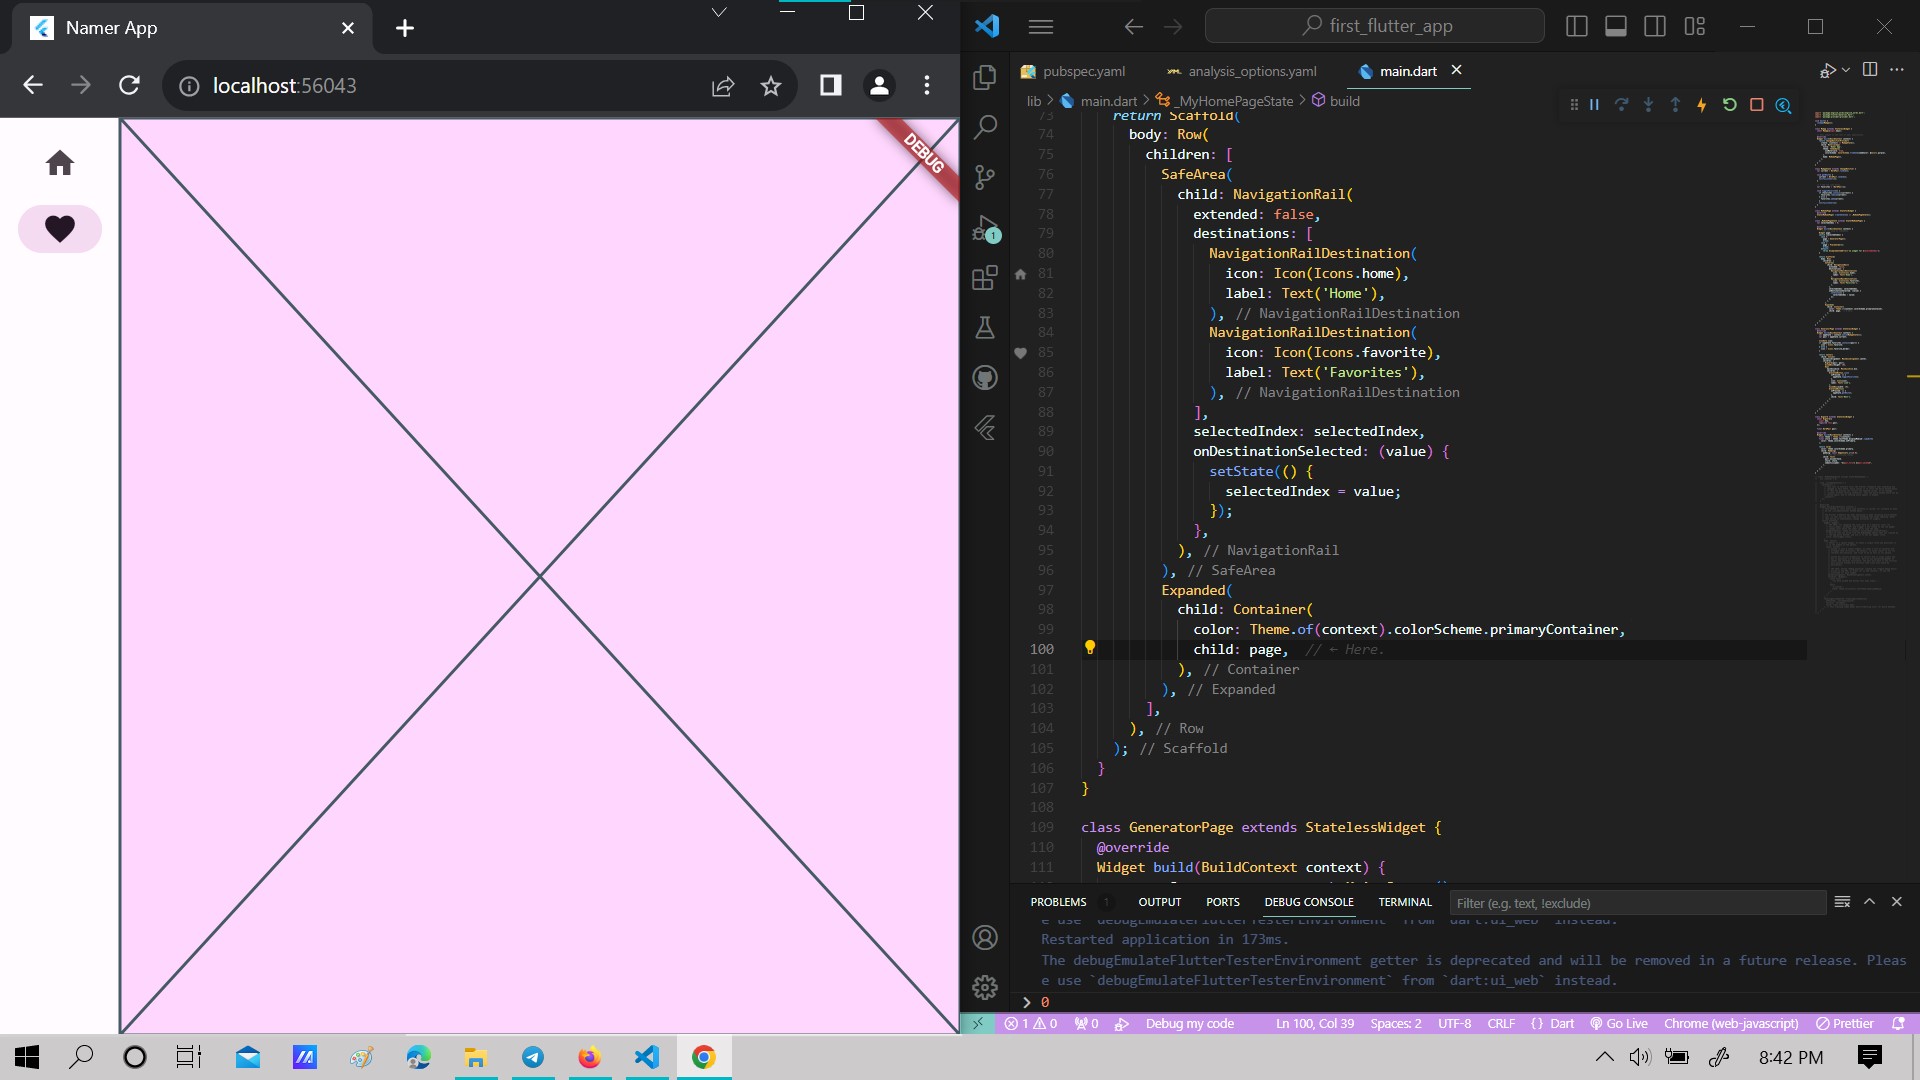 Namer App
localhost:56043
DEBUG
first_flutter_app
pubspec.yaml
analysis_options.yaml
main.dart
lib > main.dart > _MyHomePageState > build
73 return Scaffold(
74 body: Row(
75 children: [
76 SafeArea(
77 child: NavigationRail(
78 extended: false,
79 destinations: [
80 NavigationRailDestination(
81 icon: Icon(Icons.home),
82 label: Text('Home'),
83 ), // NavigationRailDestination
84 NavigationRailDestination(
85 icon: Icon(Icons.favorite),
86 label: Text('Favorites'),
87 ), // NavigationRailDestination
88 ],
89 selectedIndex: selectedIndex,
90 onDestinationSelected: (value) {
91 setState(() {
92 selectedIndex = value;
93 });
94 },
95 ), // NavigationRail
96 ), // SafeArea
97 Expanded(
98 child: Container(
99 color: Theme.of(context).colorScheme.primaryContainer,
100 child: page, // ← Here.
101 ), // Container
102 ), // Expanded
103 ],
104 ), // Row
105 ); // Scaffold
106 }
107 }
108
109 class GeneratorPage extends StatelessWidget {
110 @override
111 Widget build(BuildContext context) {
1
PROBLEMS 1 OUTPUT PORTS DEBUG CONSOLE TERMINAL Filter (e.g. text, !exclude)
e use `debugEmulateFlutterTesterEnvironment` from `dart:ui_web` instead.
Restarted application in 173ms.
The debugEmulateFlutterTesterEnvironment getter is deprecated and will be removed in a future release. Pleas
e use `debugEmulateFlutterTesterEnvironment` from `dart:ui_web` instead.
> 0
1 0 0 Debug my code Ln 100, Col 39 Spaces: 2 UTF-8 CRLF {} Dart Go Live Chrome (web-javascript) Prettier
8:42 PM